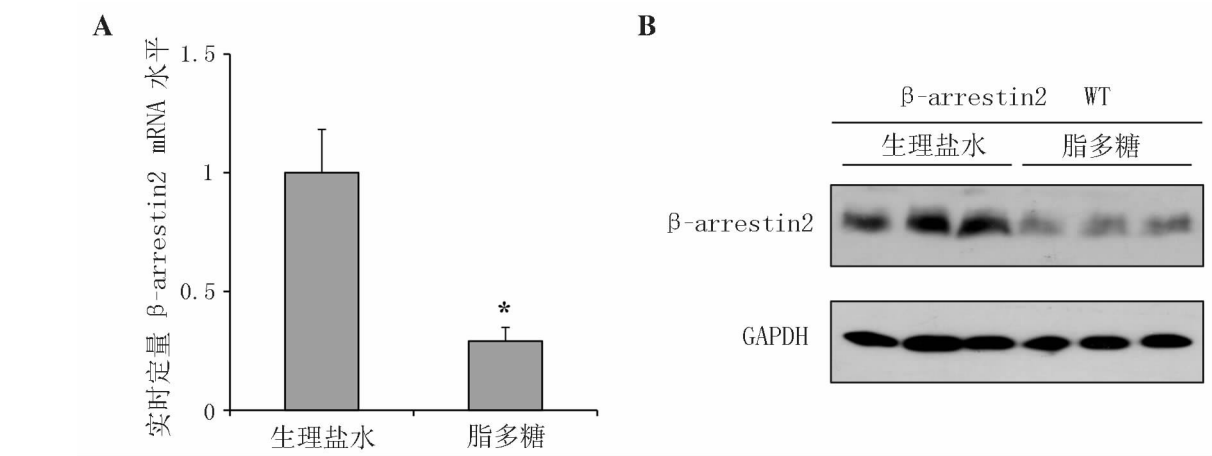 A
实时定量 β-arrestin2 mRNA 水平
1.5
1
0.5
0
*
生理盐水
脂多糖
B
β-arrestin2 WT
生理盐水
脂多糖
β-arrestin2
GAPDH